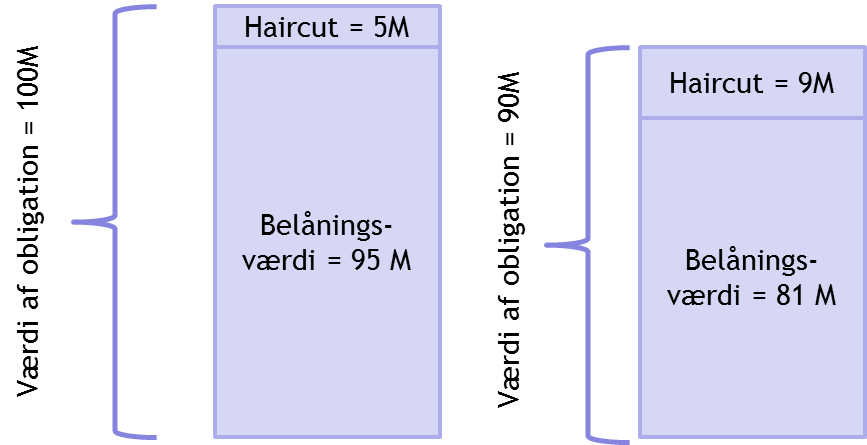 Værdi af obligation = 100M
Haircut = 5M
Belånings-
værdi = 95 M
Værdi af obligation = 90M
Haircut = 9M
Belånings-
værdi = 81 M